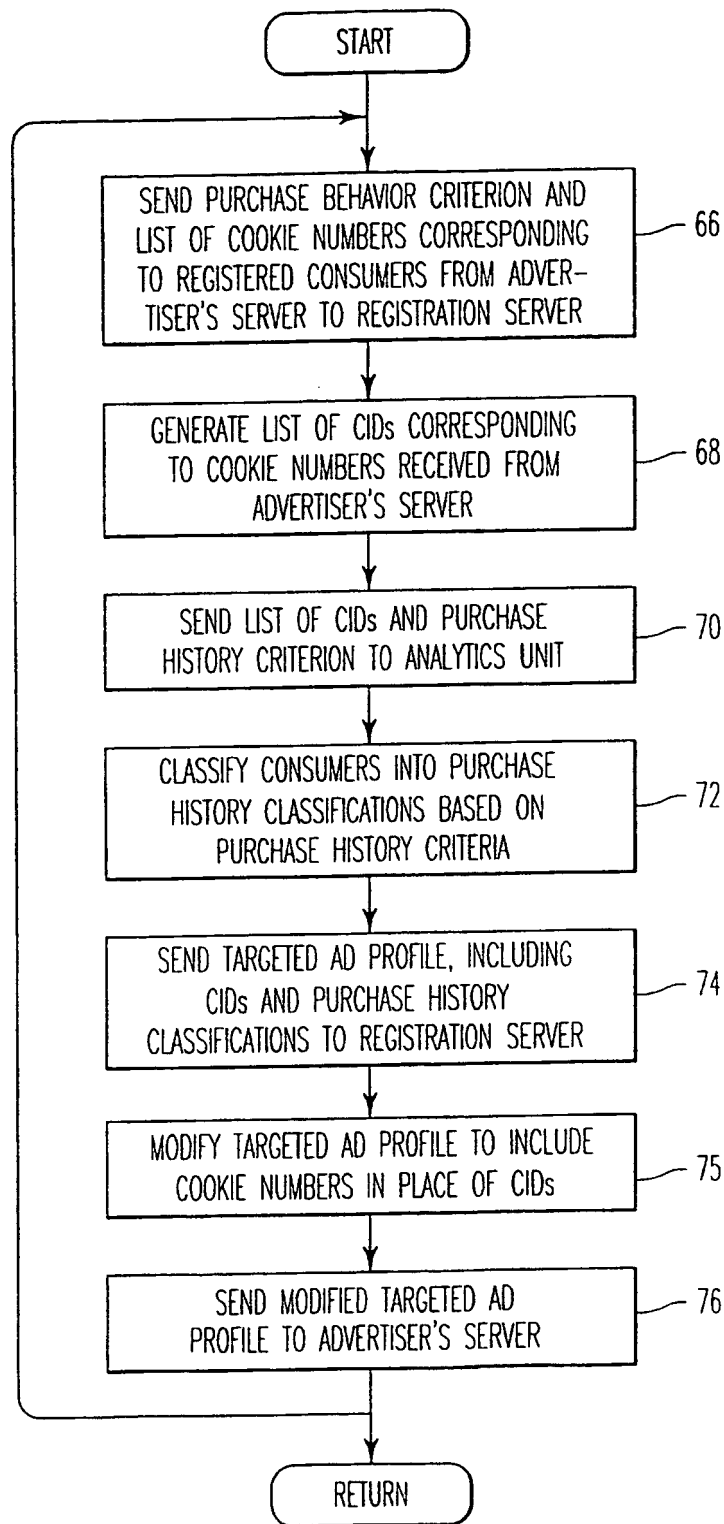 START
SEND PURCHASE BEHAVIOR CRITERION AND
LIST OF COOKIE NUMBERS CORRESPONDING
TO REGISTERED CONSUMERS FROM ADVER-
TISER'S SERVER TO REGISTRATION SERVER
66
GENERATE LIST OF CIDs CORRESPONDING
TO COOKIE NUMBERS RECEIVED FROM
ADVERTISER'S SERVER
68
SEND LIST OF CIDs AND PURCHASE
HISTORY CRITERION TO ANALYTICS UNIT
70
CLASSIFY CONSUMERS INTO PURCHASE
HISTORY CLASSIFICATIONS BASED ON
PURCHASE HISTORY CRITERIA
72
SEND TARGETED AD PROFILE, INCLUDING
CIDs AND PURCHASE HISTORY
CLASSIFICATIONS TO REGISTRATION SERVER
74
MODIFY TARGETED AD PROFILE TO INCLUDE
COOKIE NUMBERS IN PLACE OF CIDs
75
SEND MODIFIED TARGETED AD
PROFILE TO ADVERTISER'S SERVER
76
RETURN